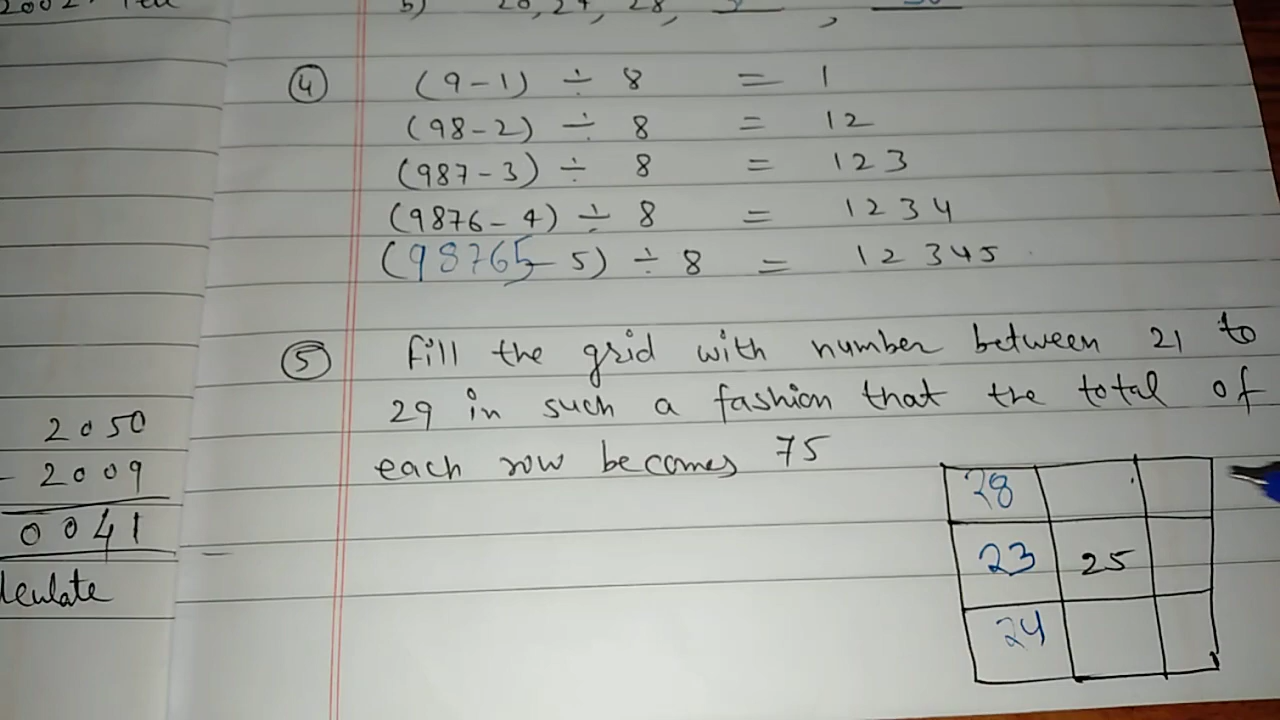 2002.
b) 28,
④ (9-1) ÷ 8 = 1
(98-2) ÷ 8 = 12
(987-3) ÷ 8 = 123
(9876-4) ÷ 8 = 1234
(98765-5) ÷ 8 = 12345
⑤ fill the grid with number between 21 to
29 in such a fashion that the total of
each row becomes 75
28
23 25
24
2050
- 2009
0041
lculate